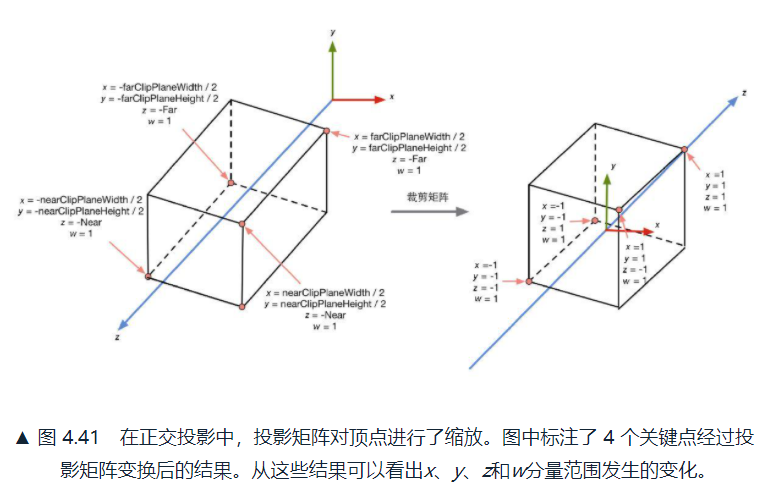 y
x
x = -farClipPlaneWidth / 2
y = -farClipPlaneHeight / 2
z = -Far
w = 1
x = farClipPlaneWidth / 2
y = farClipPlaneHeight / 2
z = -Far
w = 1
x = -nearClipPlaneWidth / 2
y = -nearClipPlaneHeight / 2
z = -Near
w = 1
x = nearClipPlaneWidth / 2
y = nearClipPlaneHeight / 2
z = -Near
w = 1
z
裁剪矩阵
z
y
x
x =1
y = 1
z = 1
w = 1
x =-1
y = -1
z = 1
w = 1
x =1
y = 1
z = -1
w = 1
x =-1
y = -1
z = -1
w = 1
▲ 图 4.41 在正交投影中，投影矩阵对顶点进行了缩放。图中标注了 4 个关键点经过投
影矩阵变换后的结果。从这些结果可以看出x、y、z和w分量范围发生的变化。